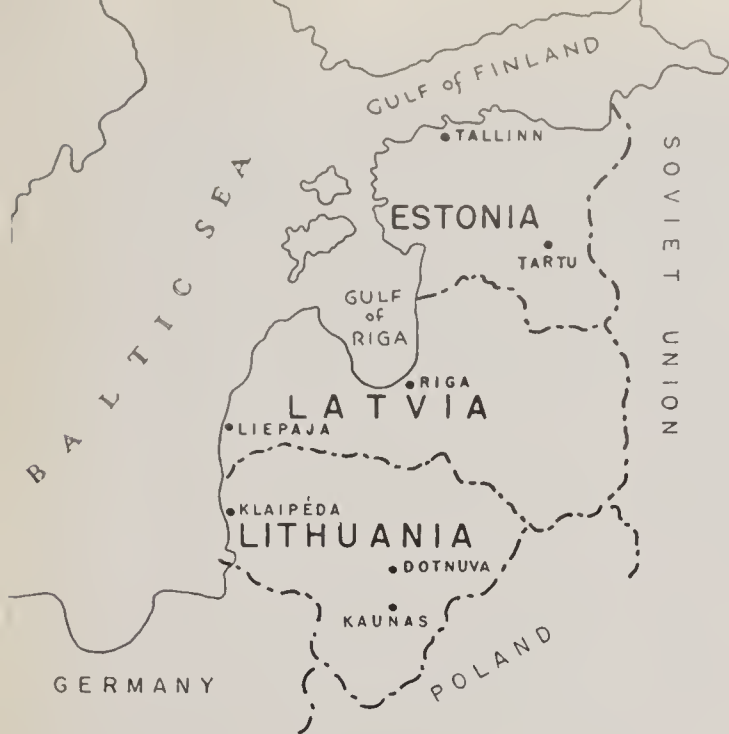 GULF of FINLAND
TALLINN
SOVIET UNION
BALTIC SEA
ESTONIA
TARTU
GULF
of
RIGA
RIGA
LATVIA
LIEPAJA
KLAIPÉDA
LITHUANIA
DOTNUVA
KAUNAS
POLAND
GERMANY